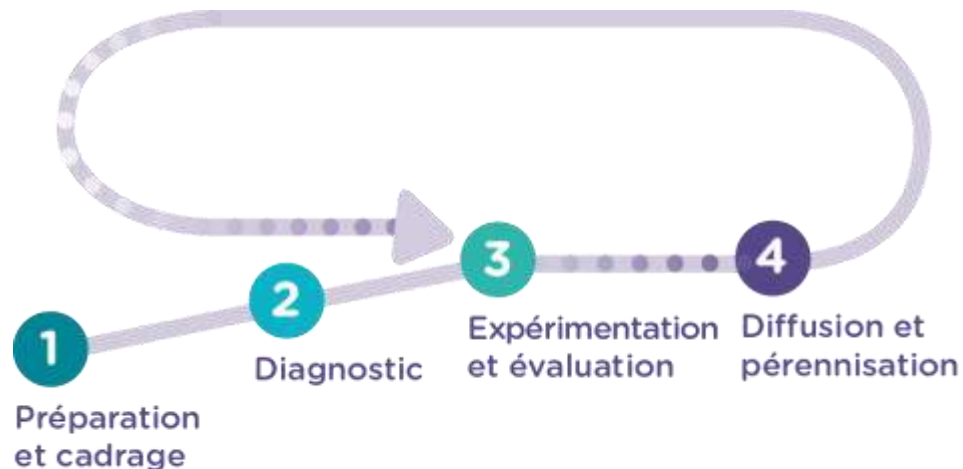 1
Préparation
et cadrage
2
Diagnostic
3
Expérimentation
et évaluation
4
Diffusion et
pérennisation